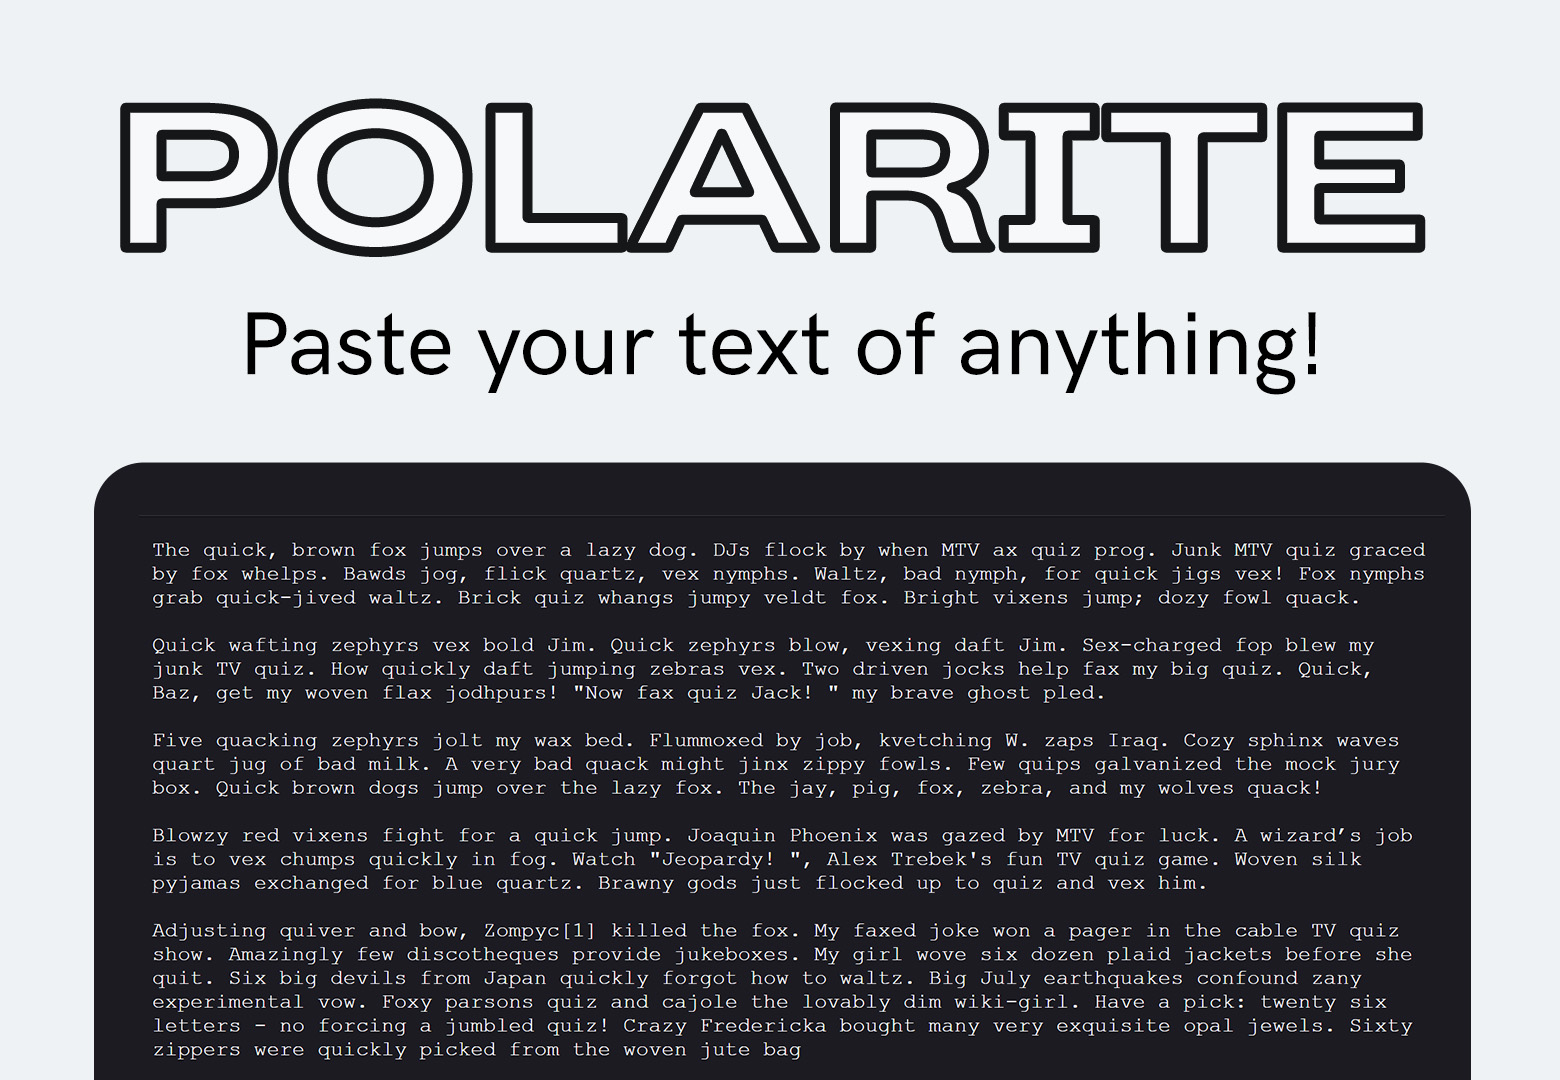 POLARITE
Paste your text of anything!
The quick, brown fox jumps over a lazy dog. DJs flock by when MTV ax quiz prog. Junk MTV quiz graced
by fox whelps. Bawds jog, flick quartz, vex nymphs. Waltz, bad nymph, for quick jigs vex! Fox nymphs
grab quick-jived waltz. Brick quiz whangs jumpy veldt fox. Bright vixens jump; dozy fowl quack.
Quick wafting zephyrs vex bold Jim. Quick zephyrs blow, vexing daft Jim. Sex-charged fop blew my
junk TV quiz. How quickly daft jumping zebras vex. Two driven jocks help fax my big quiz. Quick,
Baz, get my woven flax jodhpurs! "Now fax quiz Jack! " my brave ghost pled.
Five quacking zephyrs jolt my wax bed. Flummoxed by job, kvetching W. zaps Iraq. Cozy sphinx waves
quart jug of bad milk. A very bad quack might jinx zippy fowls. Few quips galvanized the mock jury
box. Quick brown dogs jump over the lazy fox. The jay, pig, fox, zebra, and my wolves quack!
Blowzy red vixens fight for a quick jump. Joaquin Phoenix was gazed by MTV for luck. A wizard’s job
is to vex chumps quickly in fog. Watch "Jeopardy! ", Alex Trebek's fun TV quiz game. Woven silk
pyjamas exchanged for blue quartz. Brawny gods just flocked up to quiz and vex him.
Adjusting quiver and bow, Zompyc[1] killed the fox. My faxed joke won a pager in the cable TV quiz
show. Amazingly few discotheques provide jukeboxes. My girl wove six dozen plaid jackets before she
quit. Six big devils from Japan quickly forgot how to waltz. Big July earthquakes confound zany
experimental vow. Foxy parsons quiz and cajole the lovably dim wiki-girl. Have a pick: twenty six
letters - no forcing a jumbled quiz! Crazy Fredericka bought many very exquisite opal jewels. Sixty
zippers were quickly picked from the woven jute bag